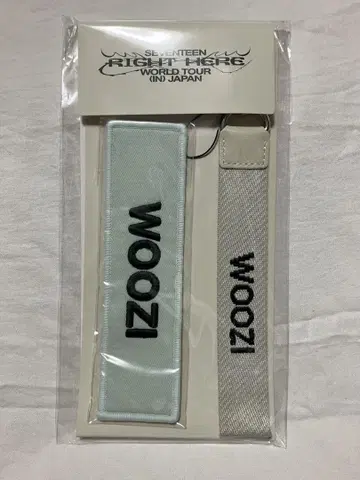 SEVENTEEN
RIGHT HERE
WORLD TOUR
(IN) JAPAN
WOOZI
WOOZI